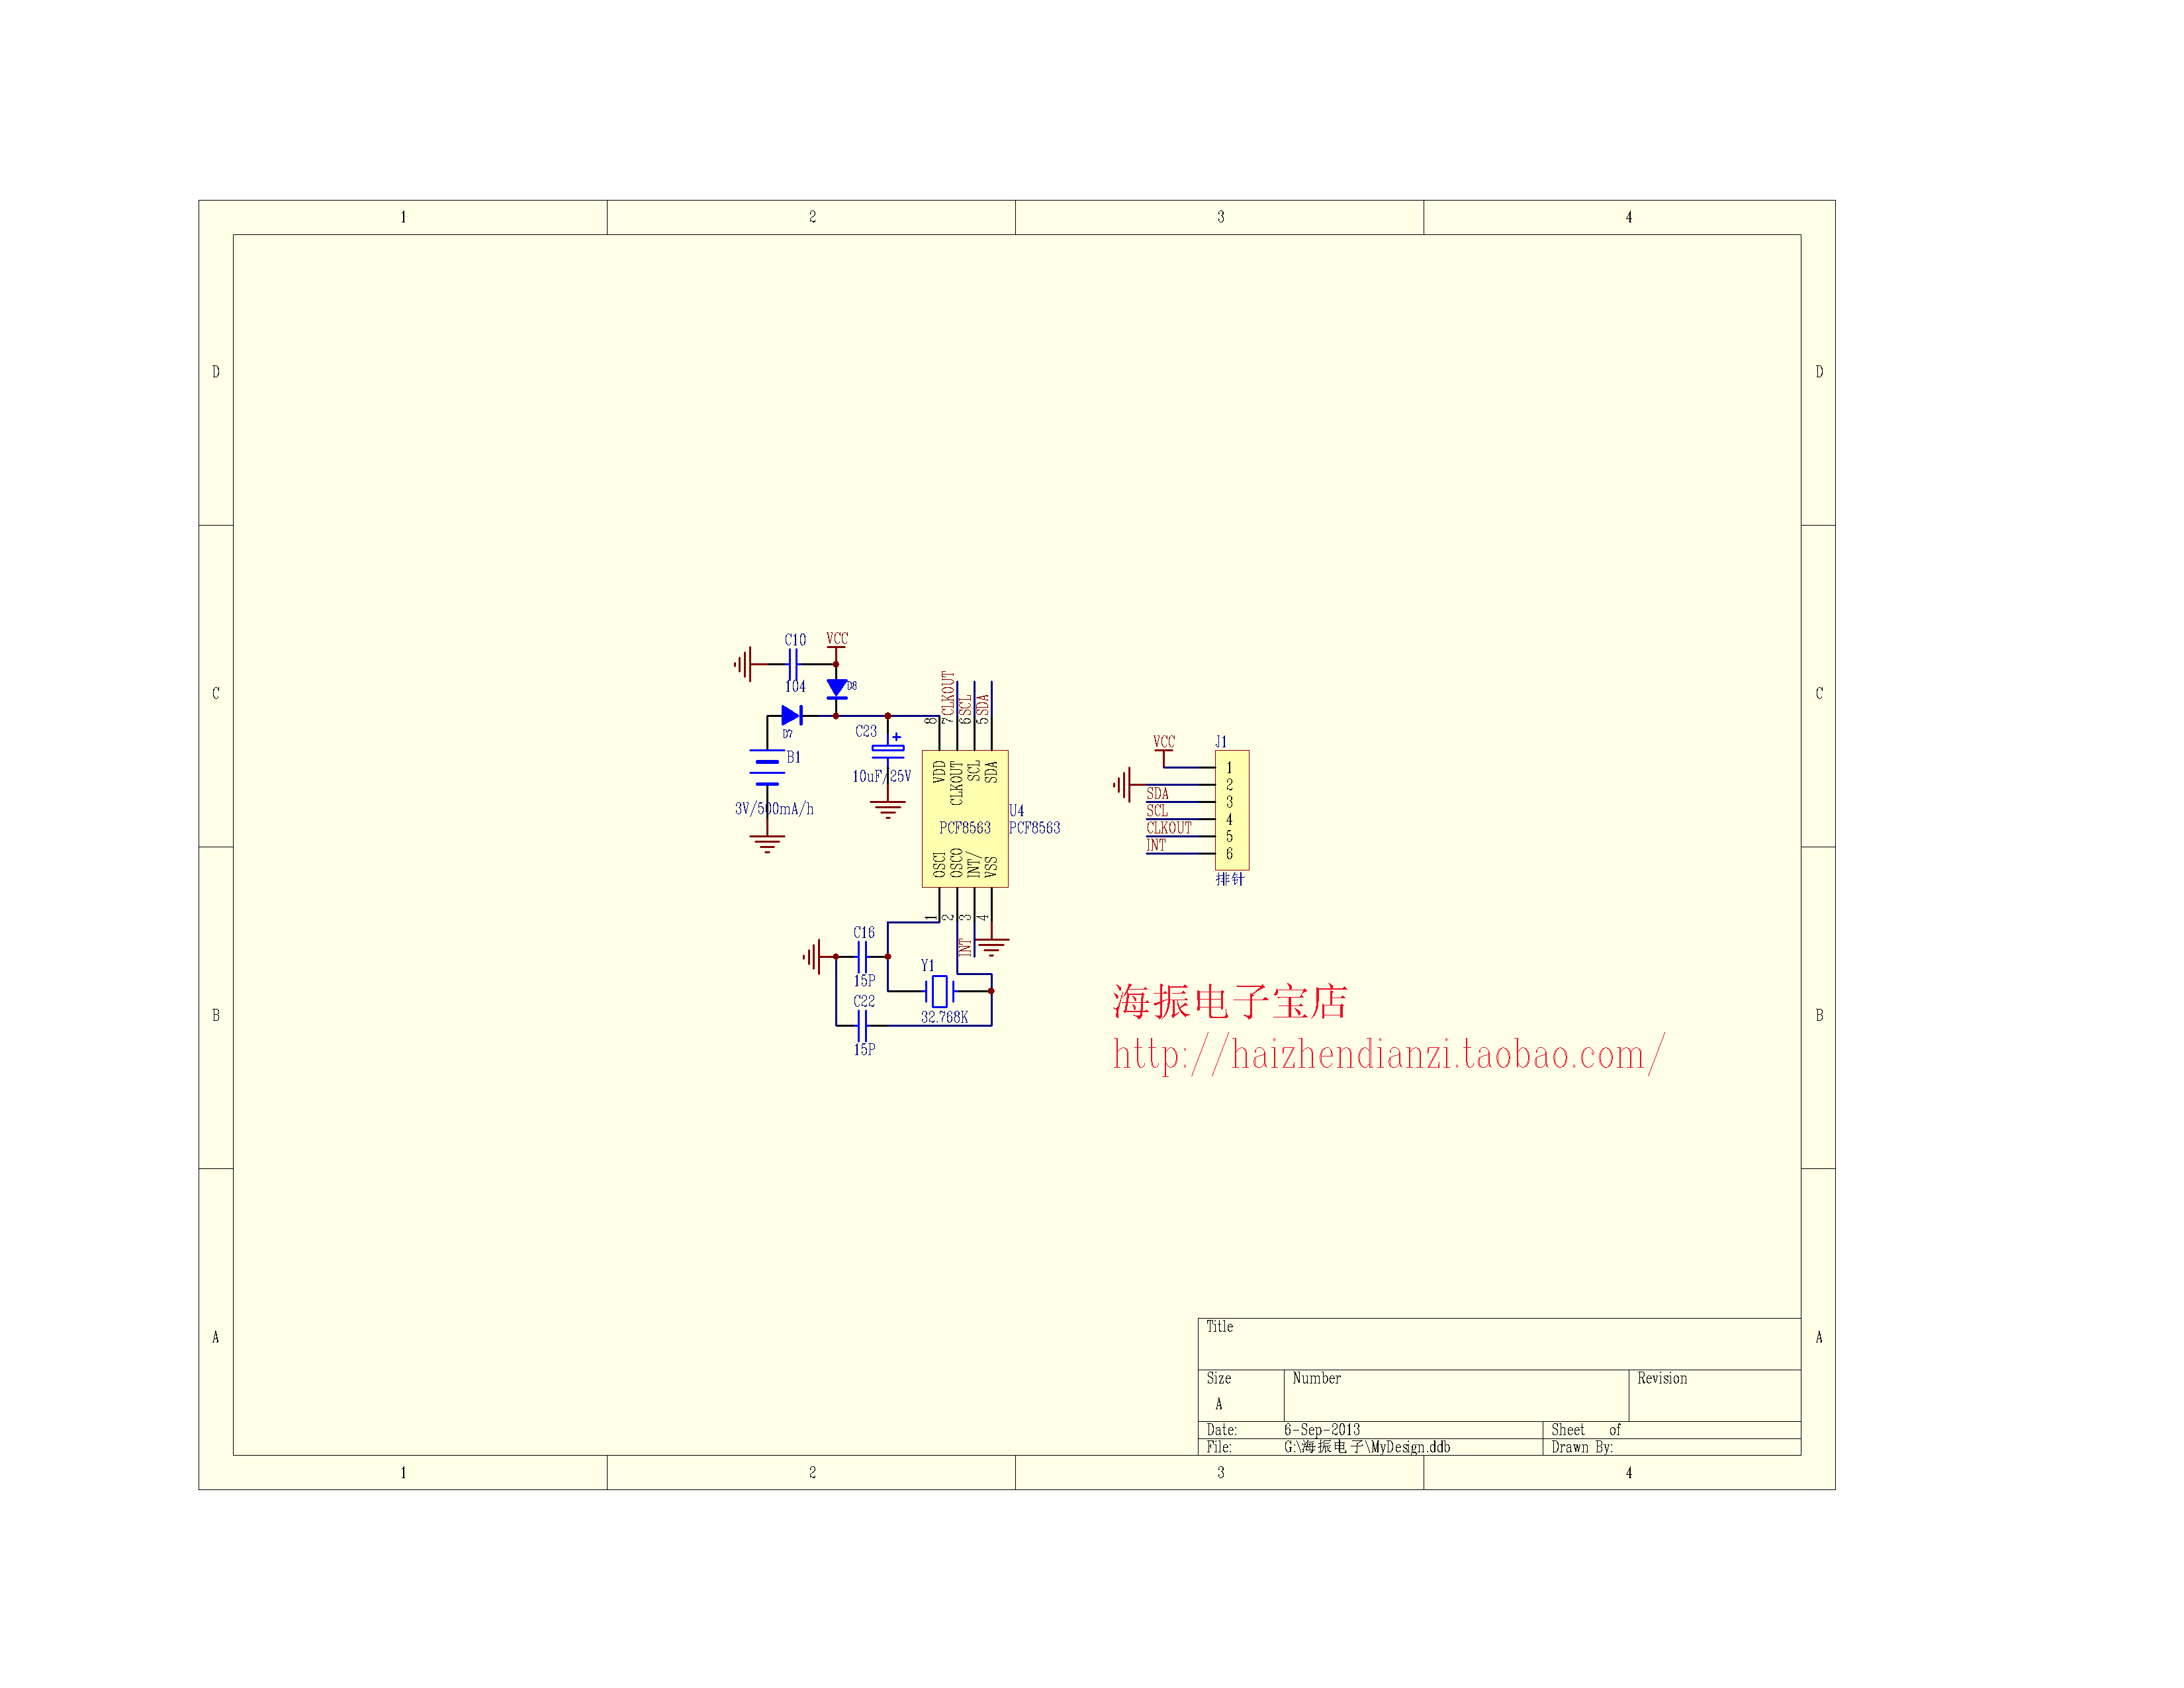 1 2 3 4
D D
C10 VCC
104 D8
C C
CLKOUT SCL SDA
8 7 6 5
D7 C23 +
B1 10uF/25V
3V/500mA/h
VDD CLKOUT SCL SDA
U4
PCF8563 PCF8563
OSCI OSCO INT/ VSS
1 2 3 4
INT
VCC J1
1
2
SDA 3
SCL 4
CLKOUT 5
INT 6
排针
C16
15P Y1
C22
32.768K
15P
B B
海振电子宝店
http://haizhendianzi.taobao.com/
A A
Title
Size Number Revision
A
Date: 6-Sep-2013 Sheet of
File: G:\海振电子\MyDesign.ddb Drawn By:
1 2 3 4